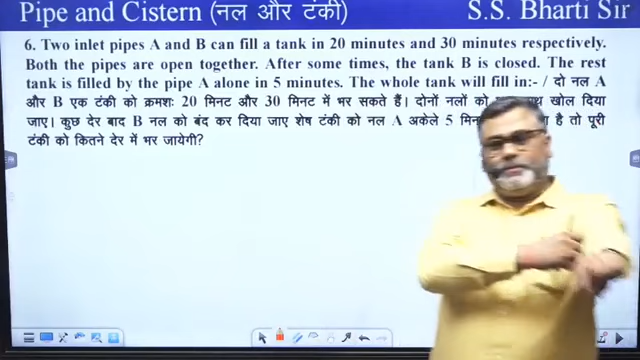 Pipe and Cistern (नल और टंकी) S.S. Bharti Sir
6. Two inlet pipes A and B can fill a tank in 20 minutes and 30 minutes respectively.
Both the pipes are open together. After some times, the tank B is closed. The rest
tank is filled by the pipe A alone in 5 minutes. The whole tank will fill in:- / दो नल A
और B एक टंकी को क्रमशः 20 मिनट और 30 मिनट में भर सकते हैं। दोनों नलों को खोल दिया
जाए। कुछ देर बाद B नल को बंद कर दिया जाए शेष टंकी को नल A अकेले 5 है तो पूरी
टंकी को कितने देर में भर जायेगी?